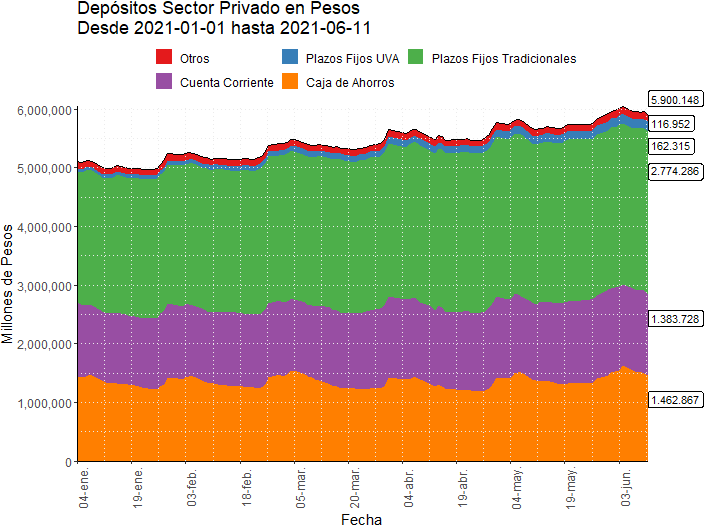 Depósitos Sector Privado en Pesos
Desde 2021-01-01 hasta 2021-06-11
Otros
Plazos Fijos UVA
Plazos Fijos Tradicionales
Cuenta Corriente
Caja de Ahorros
Millones de Pesos
6,000,000
5,000,000
4,000,000
3,000,000
2,000,000
1,000,000
0
5.900.148
116.952
162.315
2.774.286
1.383.728
1.462.867
04-ene.
19-ene.
03-feb.
18-feb.
05-mar.
20-mar.
04-abr.
19-abr.
04-may.
19-may.
03-jun.
Fecha